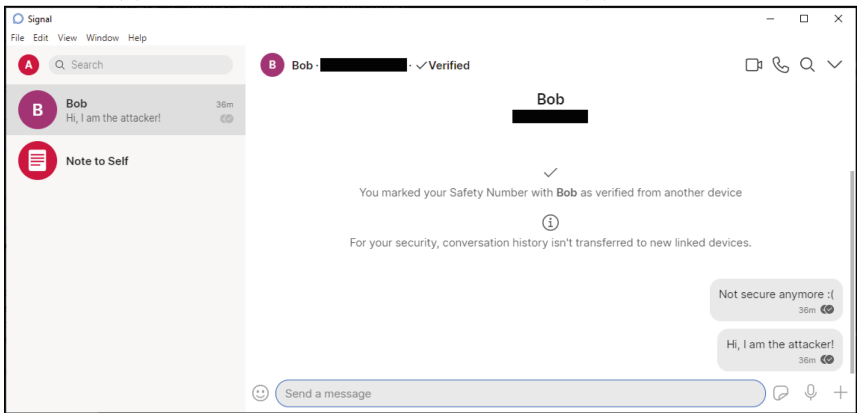 Signal
File Edit View Window Help
A Search
B Bob · · ✓Verified
B Bob 36m
Hi, I am the attacker!
Note to Self
Bob
You marked your Safety Number with Bob as verified from another device
For your security, conversation history isn't transferred to new linked devices.
Not secure anymore :(
36m
Hi, I am the attacker!
36m
Send a message